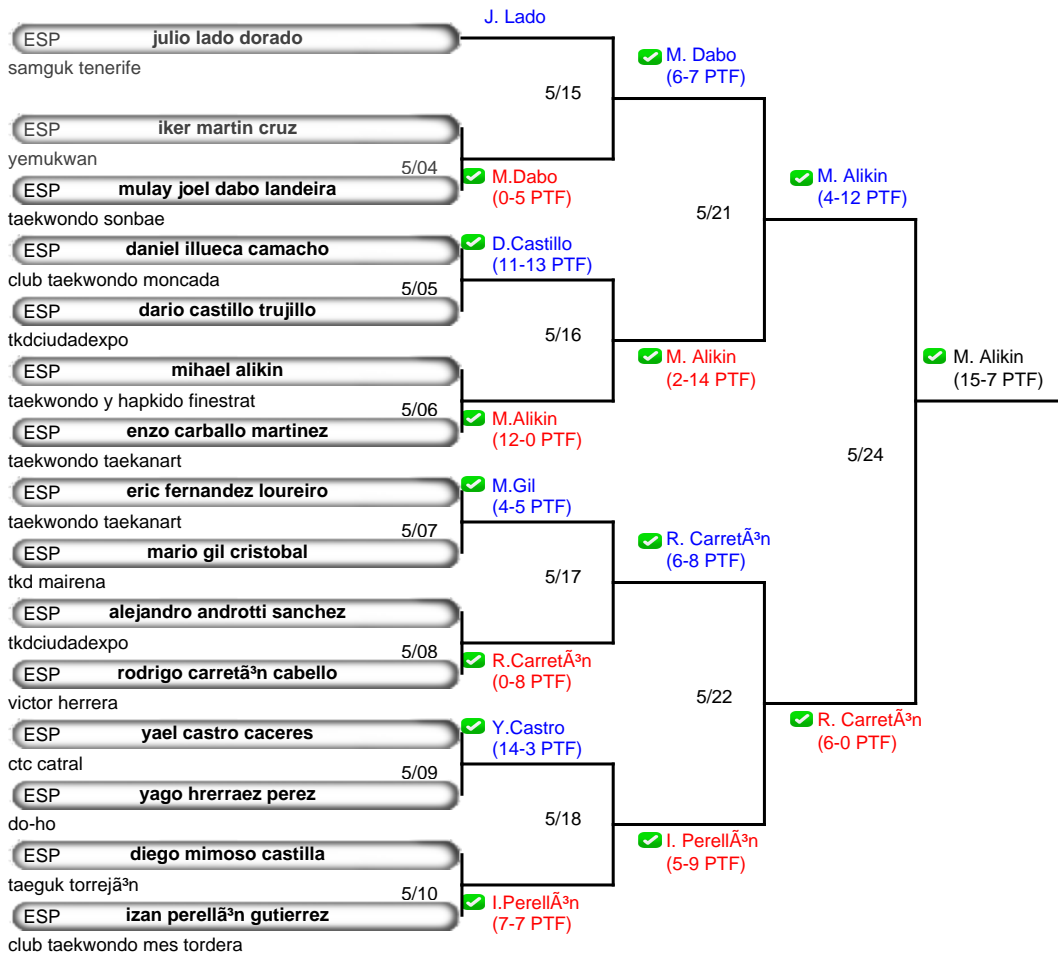 J. Lado
ESP julio lado dorado
samguk tenerife
M. Dabo
(6-7 PTF)
5/15
ESP iker martin cruz
yemukwan
5/04
M.Dabo
(0-5 PTF)
ESP mulay joel dabo landeira
taekwondo sonbae
M. Alikin
(4-12 PTF)
5/21
ESP daniel illueca camacho
club taekwondo moncada
D.Castillo
(11-13 PTF)
5/05
ESP dario castillo trujillo
tkdciudadexpo
5/16
M. Alikin
(2-14 PTF)
M. Alikin
(15-7 PTF)
ESP mihael alikin
taekwondo y hapkido finestrat
5/06
M.Alikin
(12-0 PTF)
ESP enzo carballo martinez
taekwondo taekanart
5/24
ESP eric fernandez loureiro
taekwondo taekanart
M.Gil
(4-5 PTF)
5/07
ESP mario gil cristobal
tkd mairena
R. CarretÃ³n
(6-8 PTF)
5/17
ESP alejandro androtti sanchez
tkdciudadexpo
5/08
R.CarretÃ³n
(0-8 PTF)
ESP rodrigo carretã³n cabello
victor herrera
5/22
R. CarretÃ³n
(6-0 PTF)
ESP yael castro caceres
ctc catral
Y.Castro
(14-3 PTF)
5/09
ESP yago hrerraez perez
do-ho
5/18
I. PerellÃ³n
(5-9 PTF)
ESP diego mimoso castilla
taeguk torrejã³n
5/10
I.PerellÃ³n
(7-7 PTF)
ESP izan perellã³n gutierrez
club taekwondo mes tordera